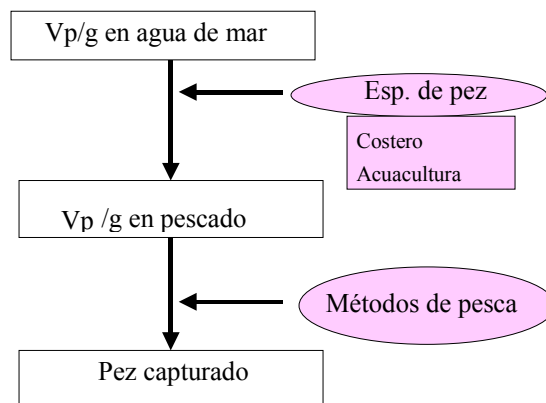 Vp/g en agua de mar
Esp. de pez
Costero
Acuacultura
Vp /g en pescado
Métodos de pesca
Pez capturado